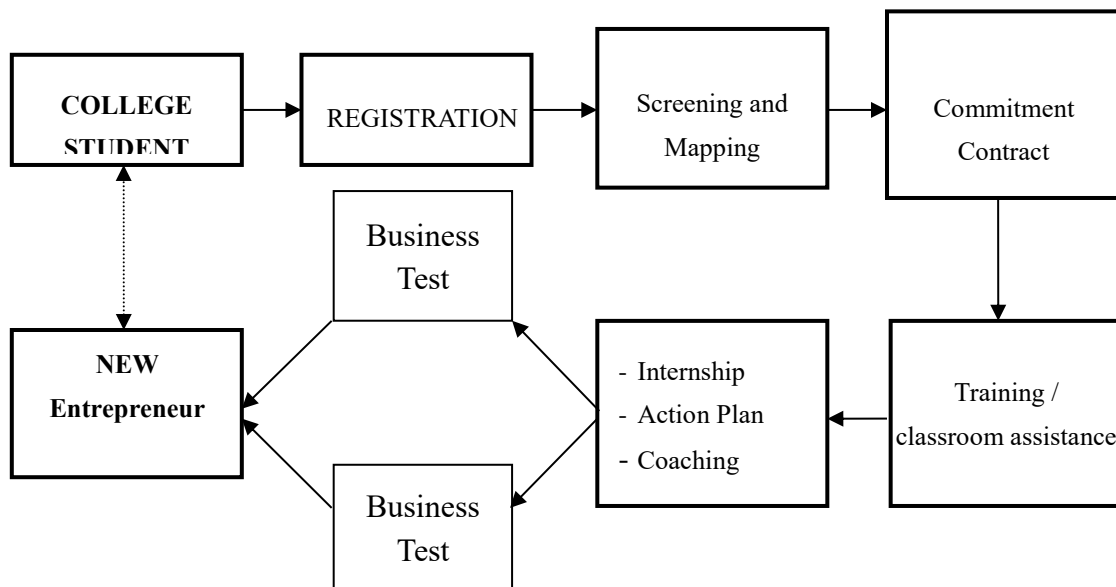 COLLEGE
STUDENT
REGISTRATION
Screening and
Mapping
Commitment
Contract
Business
Test
NEW
Entrepreneur
- Internship
- Action Plan
- Coaching
Training /
classroom assistance
Business
Test